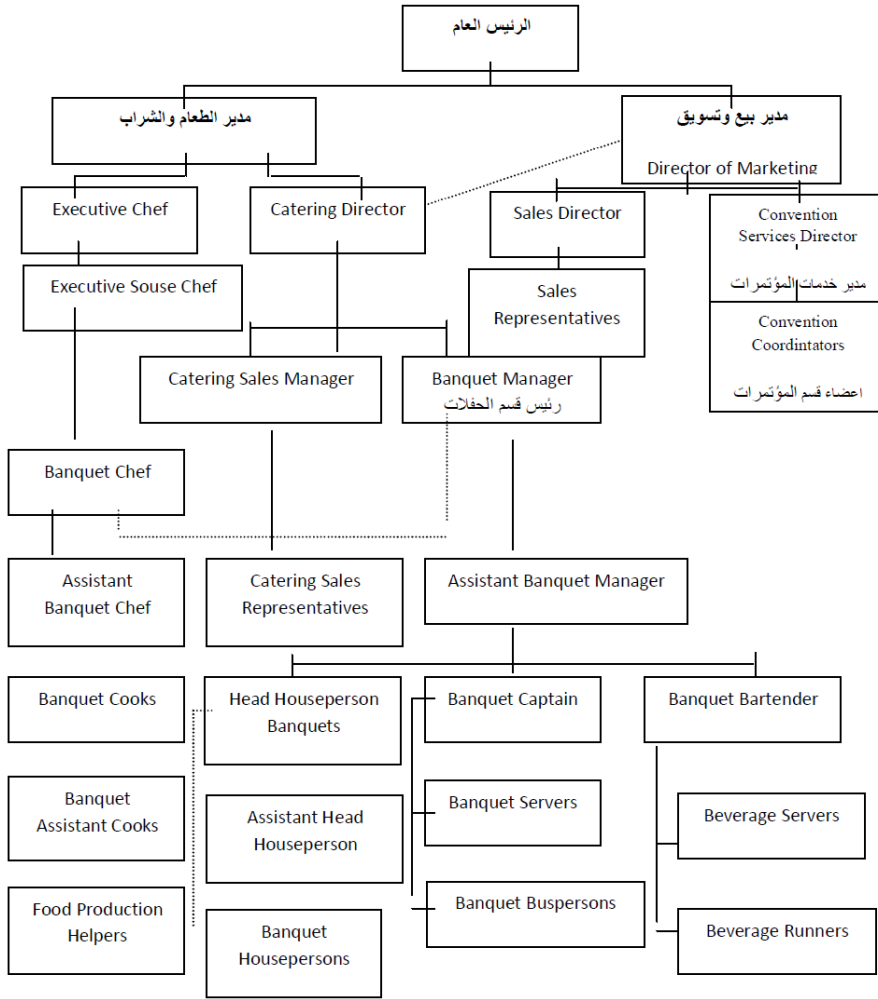 الرئيس العام
مدير الطعام والشراب
مدير بيع وتسويق
Director of Marketing
Executive Chef
Catering Director
Sales Director
Convention
Services Director
مدير خدمات المؤتمرات
Executive Souse Chef
Sales
Representatives
Convention
Coordintators
اعضاء قسم المؤتمرات
Catering Sales Manager
Banquet Manager
رئيس قسم الحفلات
Banquet Chef
Assistant
Banquet Chef
Catering Sales
Representatives
Assistant Banquet Manager
Banquet Cooks
Head Houseperson
Banquets
Banquet Captain
Banquet Bartender
Banquet
Assistant Cooks
Assistant Head
Houseperson
Banquet Servers
Beverage Servers
Food Production
Helpers
Banquet
Housepersons
Banquet Buspersons
Beverage Runners